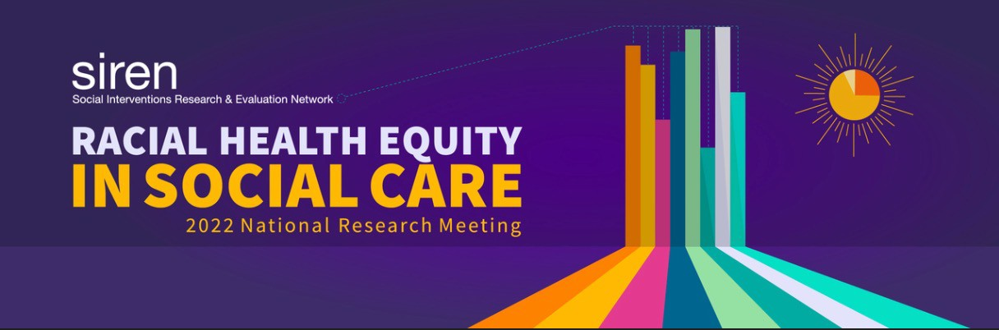 siren
Social Interventions Research & Evaluation Network
RACIAL HEALTH EQUITY
IN SOCIAL CARE
2022 National Research Meeting